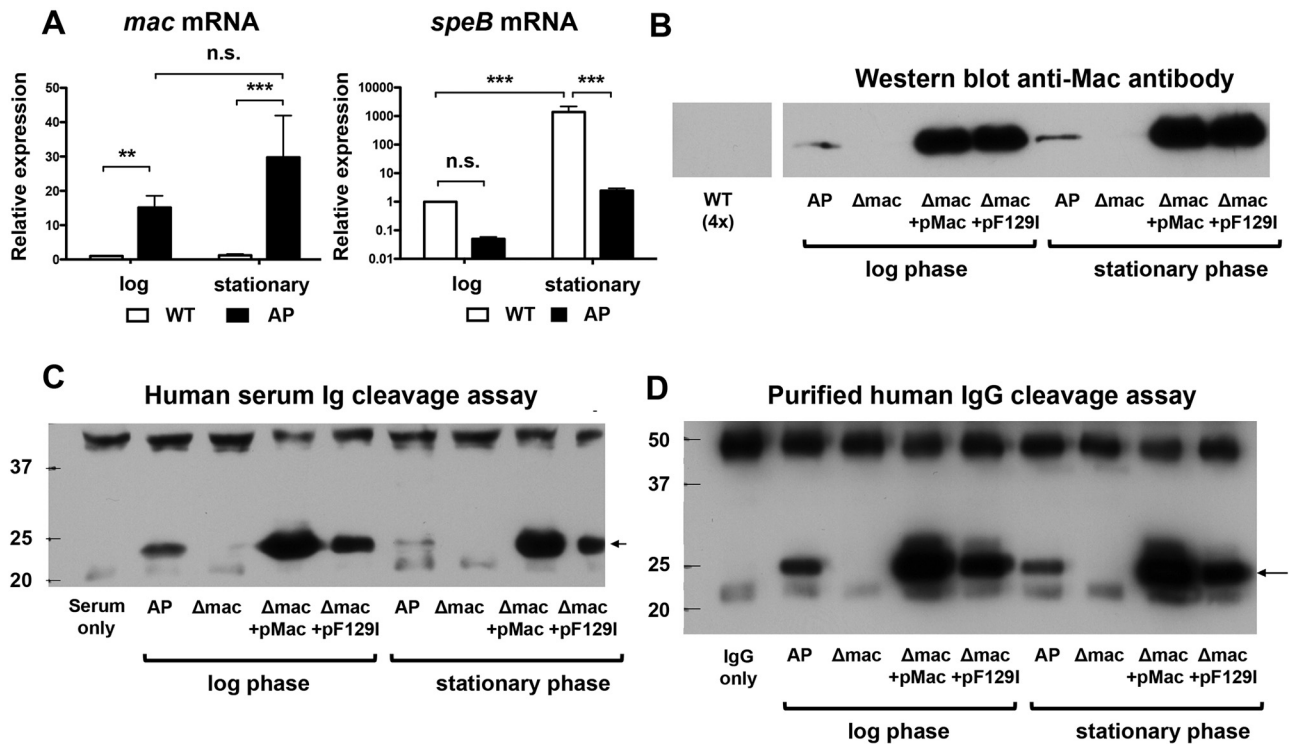 A
mac mRNA
n.s.
***
**
Relative expression
50
40
30
20
10
0
log
stationary
WT
AP
speB mRNA
***
***
n.s.
Relative expression
10000
1000
100
10
1
0.1
0.01
log
stationary
WT
AP
B
Western blot anti-Mac antibody
WT
(4x)
AP
Δmac
Δmac
+pMac
Δmac
+pF129I
AP
Δmac
Δmac
+pMac
Δmac
+pF129I
log phase
stationary phase
C
Human serum Ig cleavage assay
37
25
20
Serum
only
AP
Δmac
Δmac
+pMac
Δmac
+pF129I
AP
Δmac
Δmac
+pMac
Δmac
+pF129I
log phase
stationary phase
D
Purified human IgG cleavage assay
50
37
25
20
IgG
only
AP
Δmac
Δmac
+pMac
Δmac
+pF129I
AP
Δmac
Δmac
+pMac
Δmac
+pF129I
log phase
stationary phase